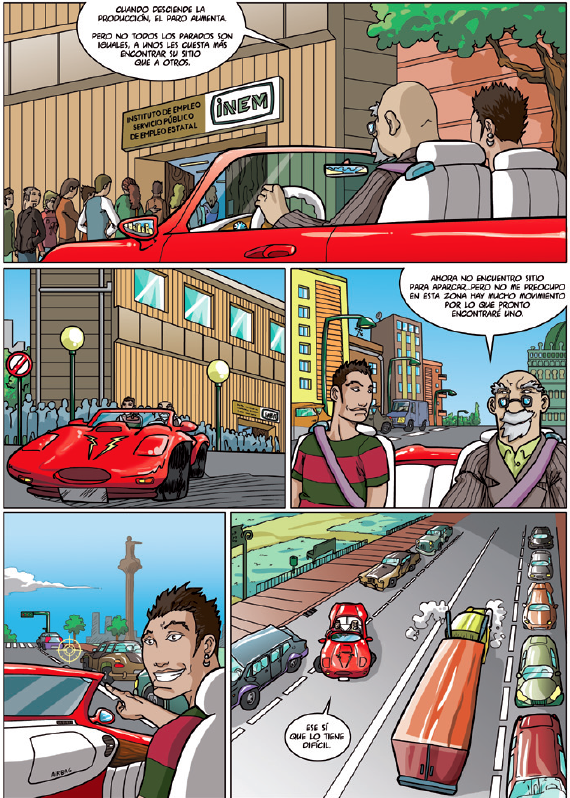 CUANDO DESCIENDE LA
PRODUCCIÓN, EL PARO AUMENTA.
PERO NO TODOS LOS PARADOS SON
IGUALES, A UNOS LES CUESTA MÁS
ENCONTRAR SU SITIO
QUE A OTROS.
INSTITUTO DE EMPLEO
SERVICIO PÚBLICO
DE EMPLEO ESTATAL
iNEM
AHORA NO ENCUENTRO SITIO
PARA APARCAR...PERO NO ME PREOCUPO
EN ESTA ZONA HAY MUCHO MOVIMIENTO
POR LO QUE PRONTO
ENCONTRARÉ UNO.
AIRBAG
ESE SÍ
QUE LO TIENE
DIFÍCIL.